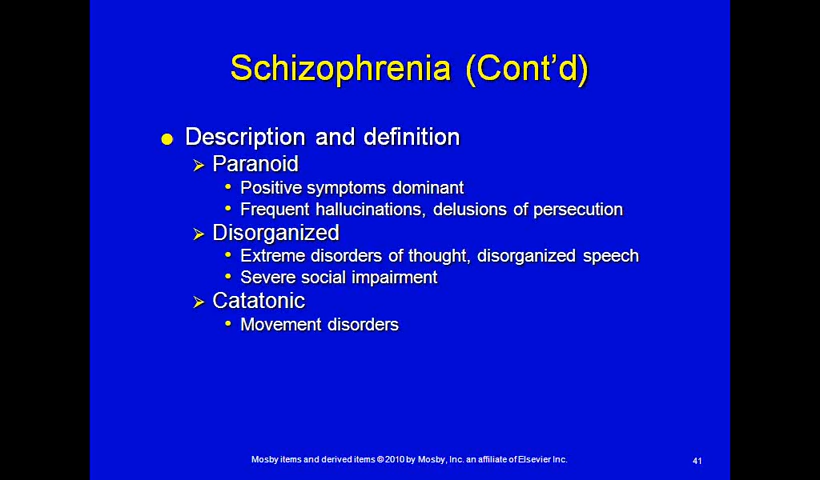 Schizophrenia (Cont’d)
Description and definition
Paranoid
Positive symptoms dominant
Frequent hallucinations, delusions of persecution
Disorganized
Extreme disorders of thought, disorganized speech
Severe social impairment
Catatonic
Movement disorders
Mosby items and derived items © 2010 by Mosby, Inc. an affiliate of Elsevier Inc.
41